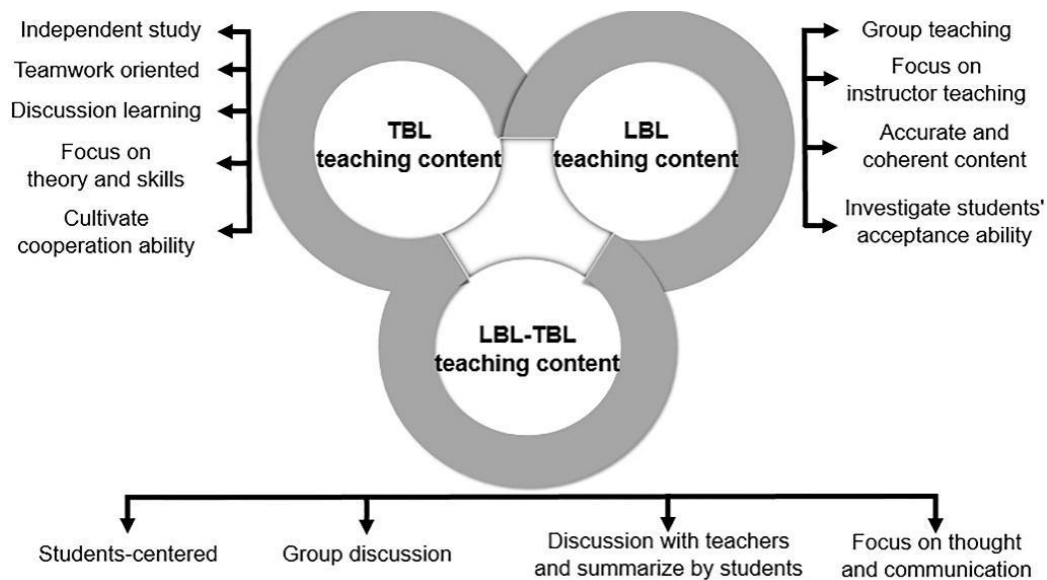 Independent study
Teamwork oriented
Discussion learning
Focus on
theory and skills
Cultivate
cooperation ability
TBL
teaching content
LBL
teaching content
Group teaching
Focus on
instructor teaching
Accurate and
coherent content
Investigate students'
acceptance ability
LBL-TBL
teaching content
Students-centered
Group discussion
Discussion with teachers
and summarize by students
Focus on thought
and communication